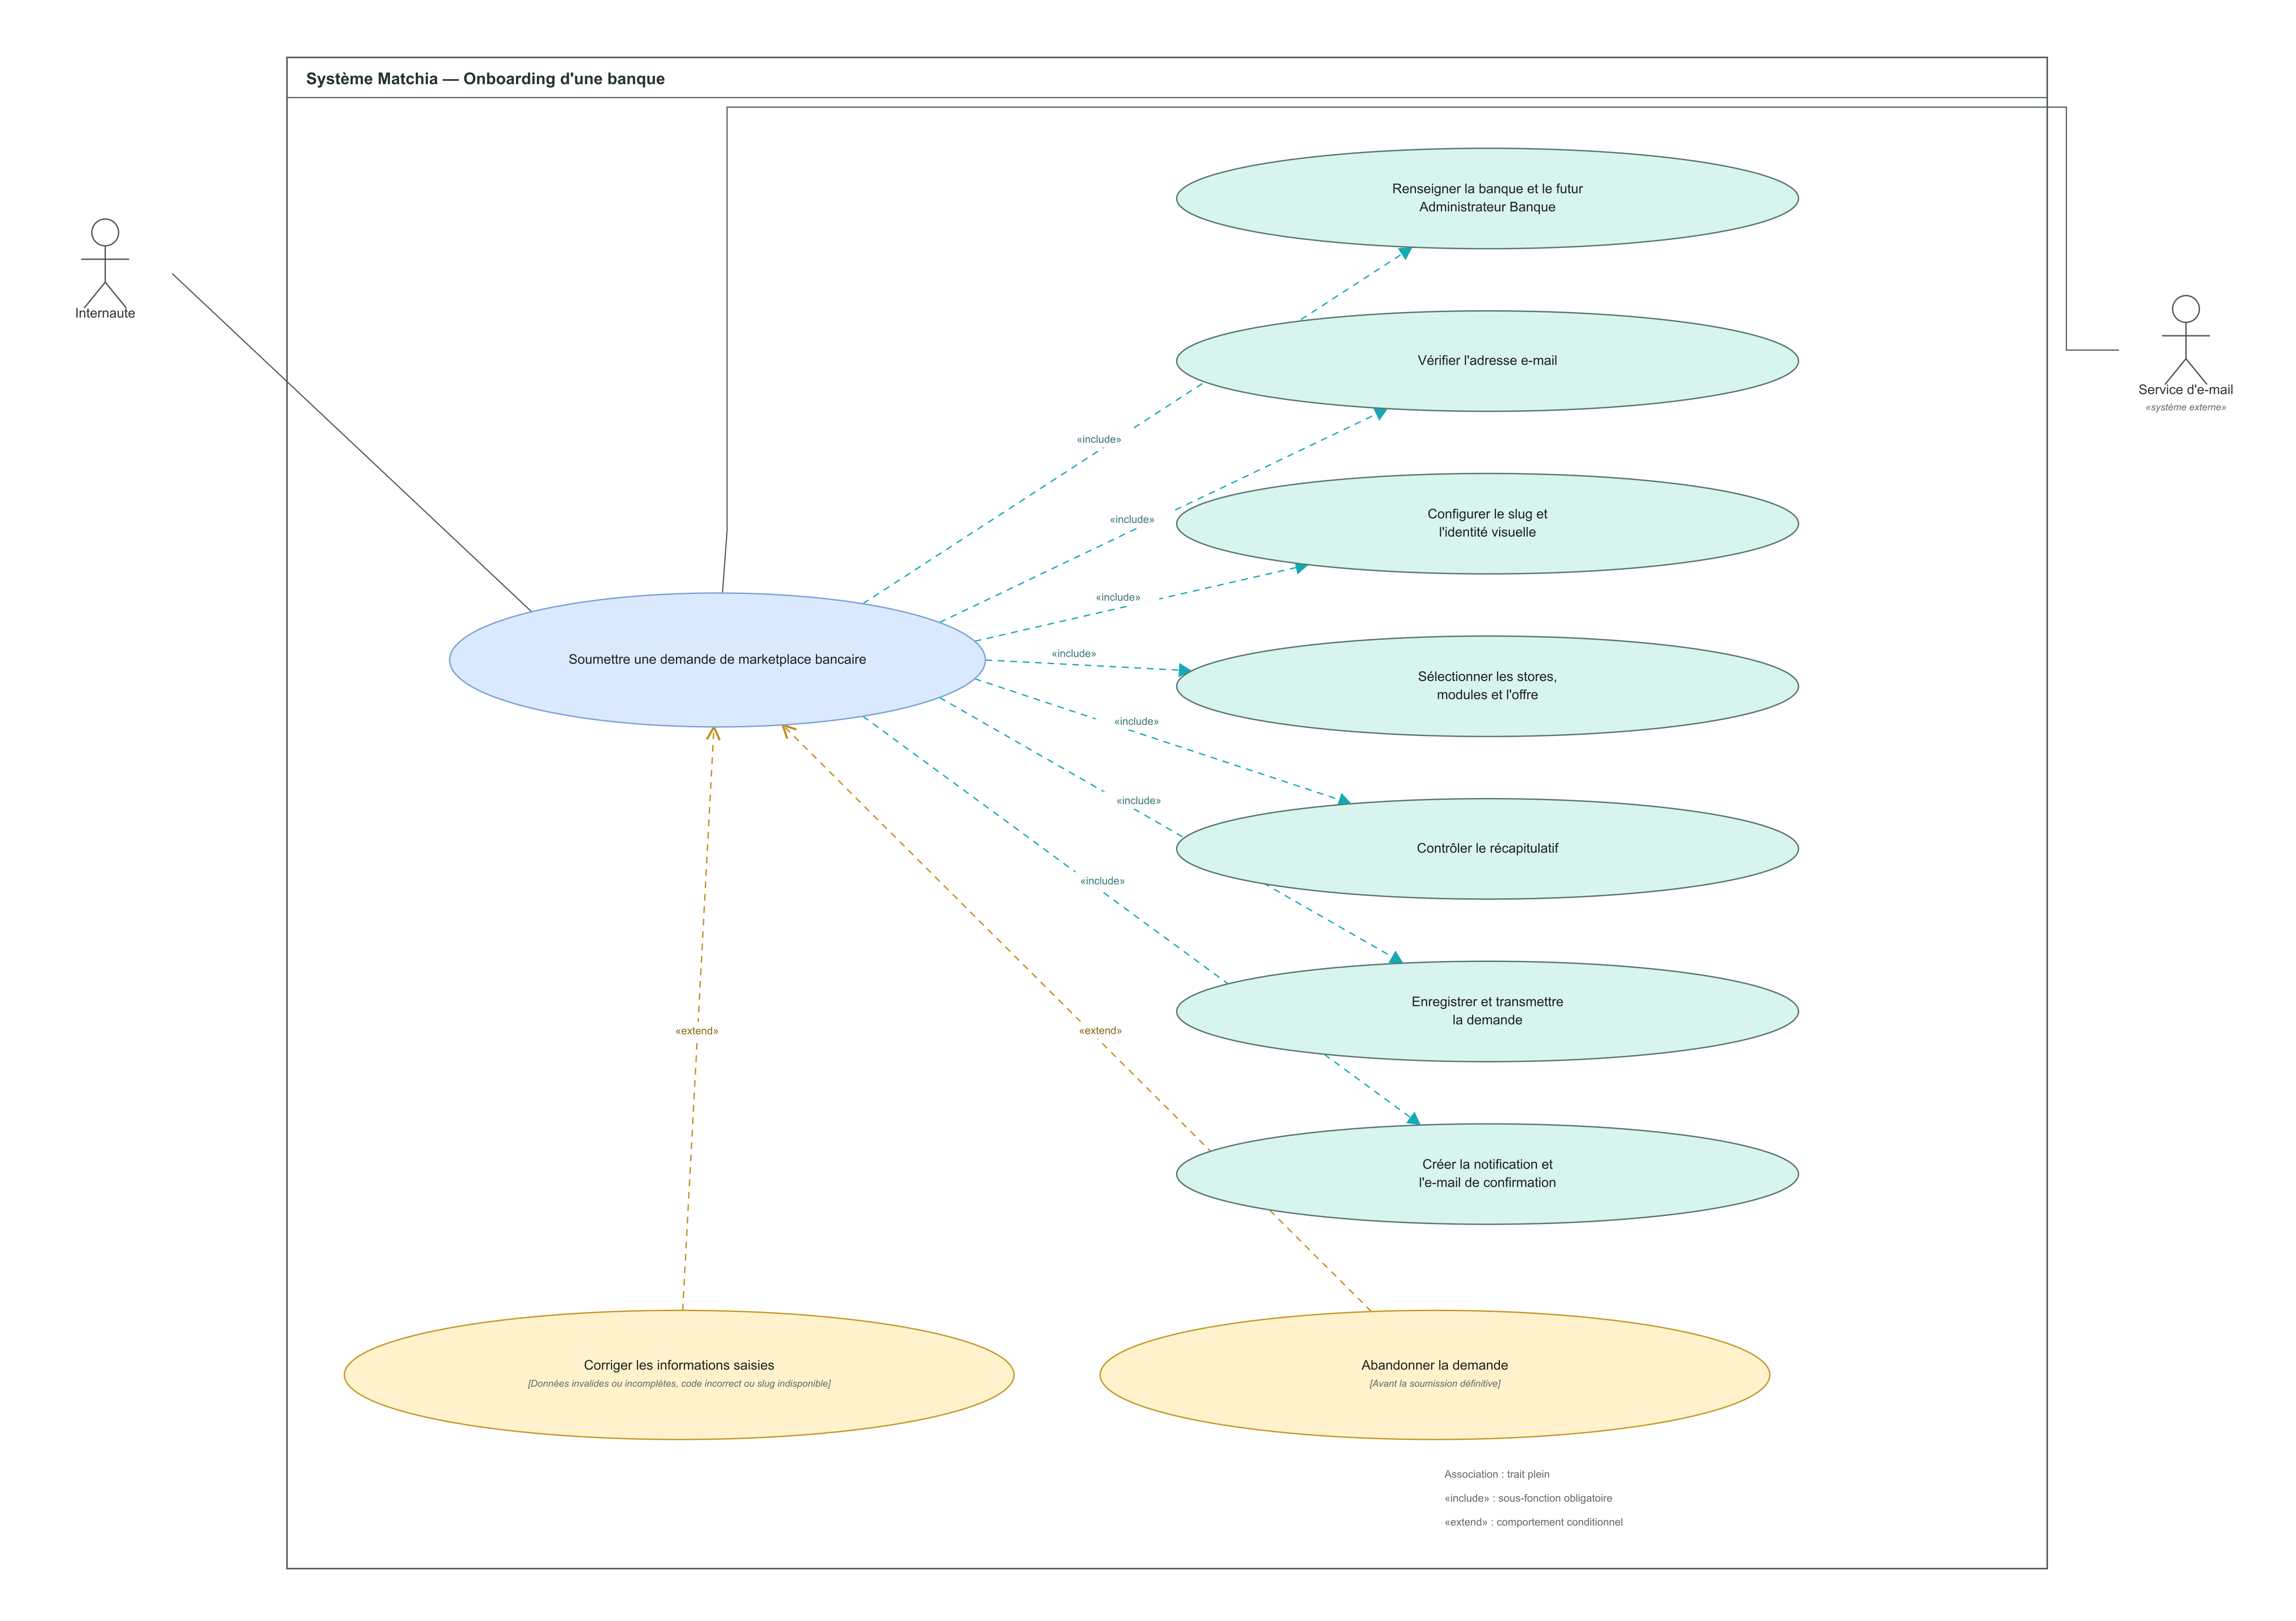 Système Matchia — Onboarding d'une banque
Renseigner la banque et le futur
Administrateur Banque
Internaute
Vérifier l'adresse e-mail
Service d'e-mail
«système externe»
«include»
Configurer le slug et
l'identité visuelle
«include»
«include»
Soumettre une demande de marketplace bancaire
«include»
Sélectionner les stores,
modules et l'offre
«include»
«include»
Contrôler le récapitulatif
«include»
Enregistrer et transmettre
la demande
«extend»
«extend»
Créer la notification et
l'e-mail de confirmation
Corriger les informations saisies
[Données invalides ou incomplètes, code incorrect ou slug indisponible]
Abandonner la demande
[Avant la soumission définitive]
Association : trait plein
«include» : sous-fonction obligatoire
«extend» : comportement conditionnel